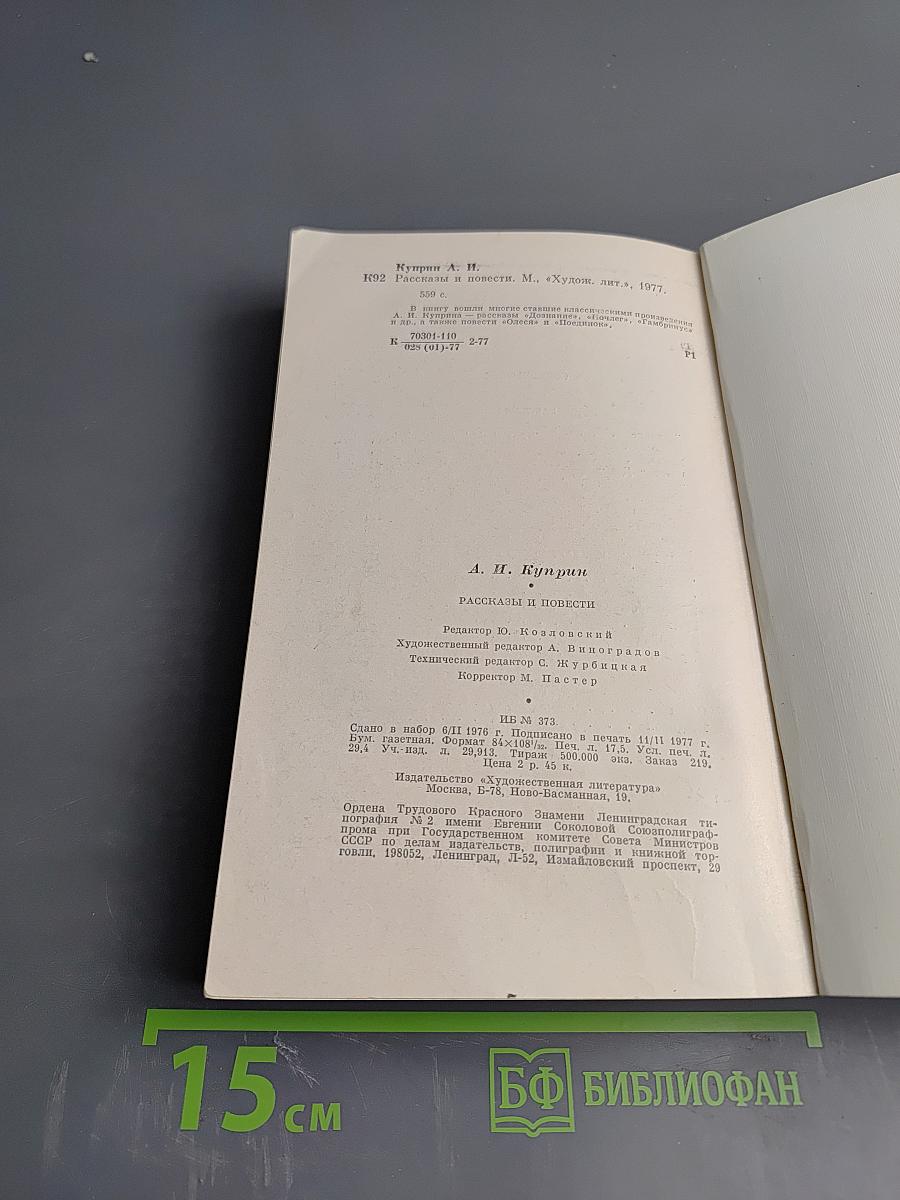 Куприн А. И.
К92 Рассказы и повести. М., «Худож. лит.», 1977.
559 с.
В книгу вошли многие ставшие классическими произведения
А. И. Куприна — рассказы «Дознание», «Ночлег», «Гамбринус»
и др., а также повести «Олеся» и «Поединок».
К 70301-110 2-77
028 (01)-77
Р1
А. И. Куприн
•
РАССКАЗЫ И ПОВЕСТИ
Редактор Ю. Козловский
Художественный редактор А. Виноградов
Технический редактор С. Журбицкая
Корректор М. Пастер
•
ИБ № 373.
Сдано в набор 6/II 1976 г. Подписано в печать 11/II 1977 г.
Бум. газетная. Формат 84×108¹/₃₂. Печ. л. 17,5. Усл. печ. л.
29,4 Уч.-изд. л. 29,913. Тираж 500.000 экз. Заказ 219.
Цена 2 р. 45 к.
Издательство «Художественная литература»
Москва, Б-78, Ново-Басманная, 19.
Ордена Трудового Красного Знамени Ленинградская ти-
пография № 2 имени Евгении Соколовой Союзполиграф-
прома при Государственном комитете Совета Министров
СССР по делам издательств, полиграфии и книжной тор-
говли, 198052, Ленинград, Л-52, Измайловский проспект, 29
15 см
БФ БИБЛИОФАН